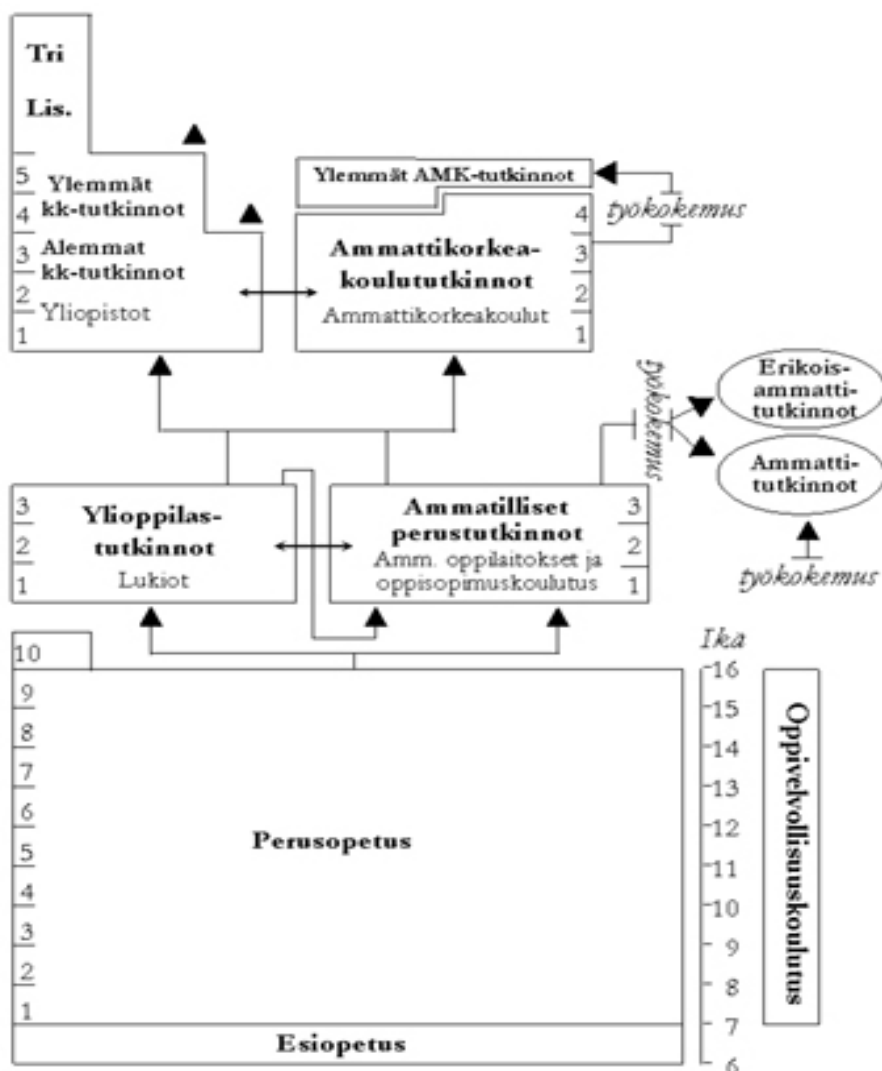 Tri
Lis.
5
4
3
2
1
Ylemmät
kk-tutkinnot
Alemmat
kk-tutkinnot
Yliopistot
Ylemmät AMK-tutkinnot
työkokemus
Ammattikorkea-
koulututkinnot
Ammattikorkeakoulut
4
3
2
1
työkokemus
Erikois-
ammatti-
tutkinnot
Ammatti-
tutkinnot
työkokemus
3
2
1
Ylioppilas-
tutkinnot
Lukiot
Ammatilliset
perustutkinnot
Amm. oppilaitokset ja
oppisopimuskoulutus
3
2
1
10
9
8
7
6
5
4
3
2
1
Perusopetus
Esiopetus
Ika
16
15
14
13
12
11
10
9
8
7
6
Oppivelvollisuuskoulutus